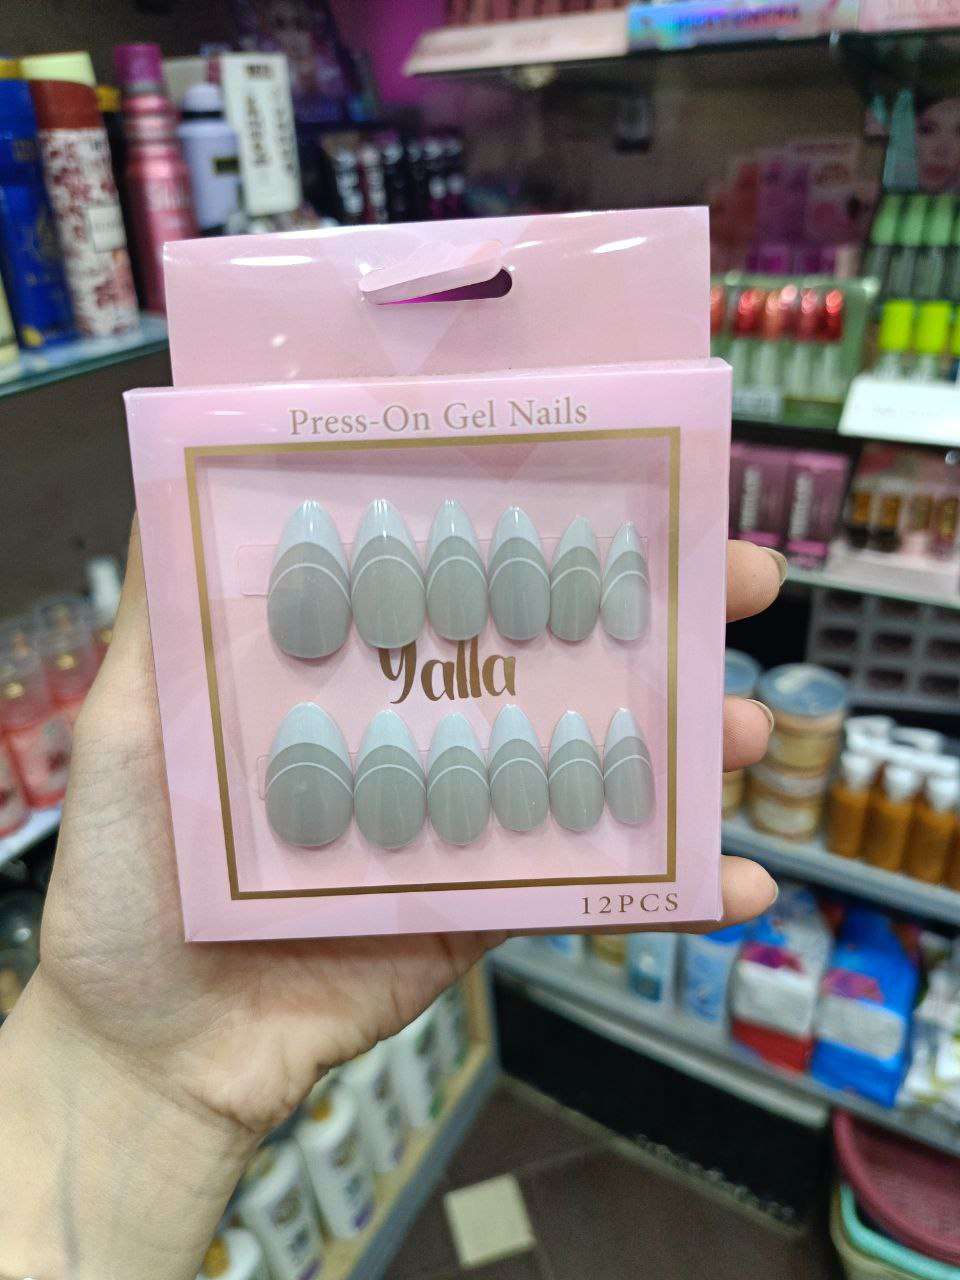 Press-On Gel Nails
Yalla
12PCS